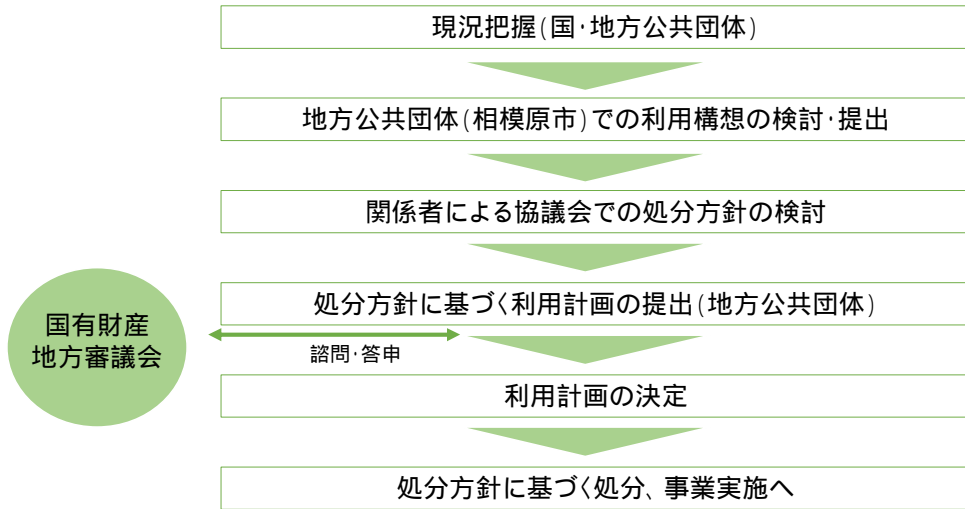 現況把握(国･地方公共団体)
地方公共団体(相模原市)での利用構想の検討･提出
関係者による協議会での処分方針の検討
処分方針に基づく利用計画の提出(地方公共団体)
国有財産
地方審議会
諮問･答申
利用計画の決定
処分方針に基づく処分、事業実施へ